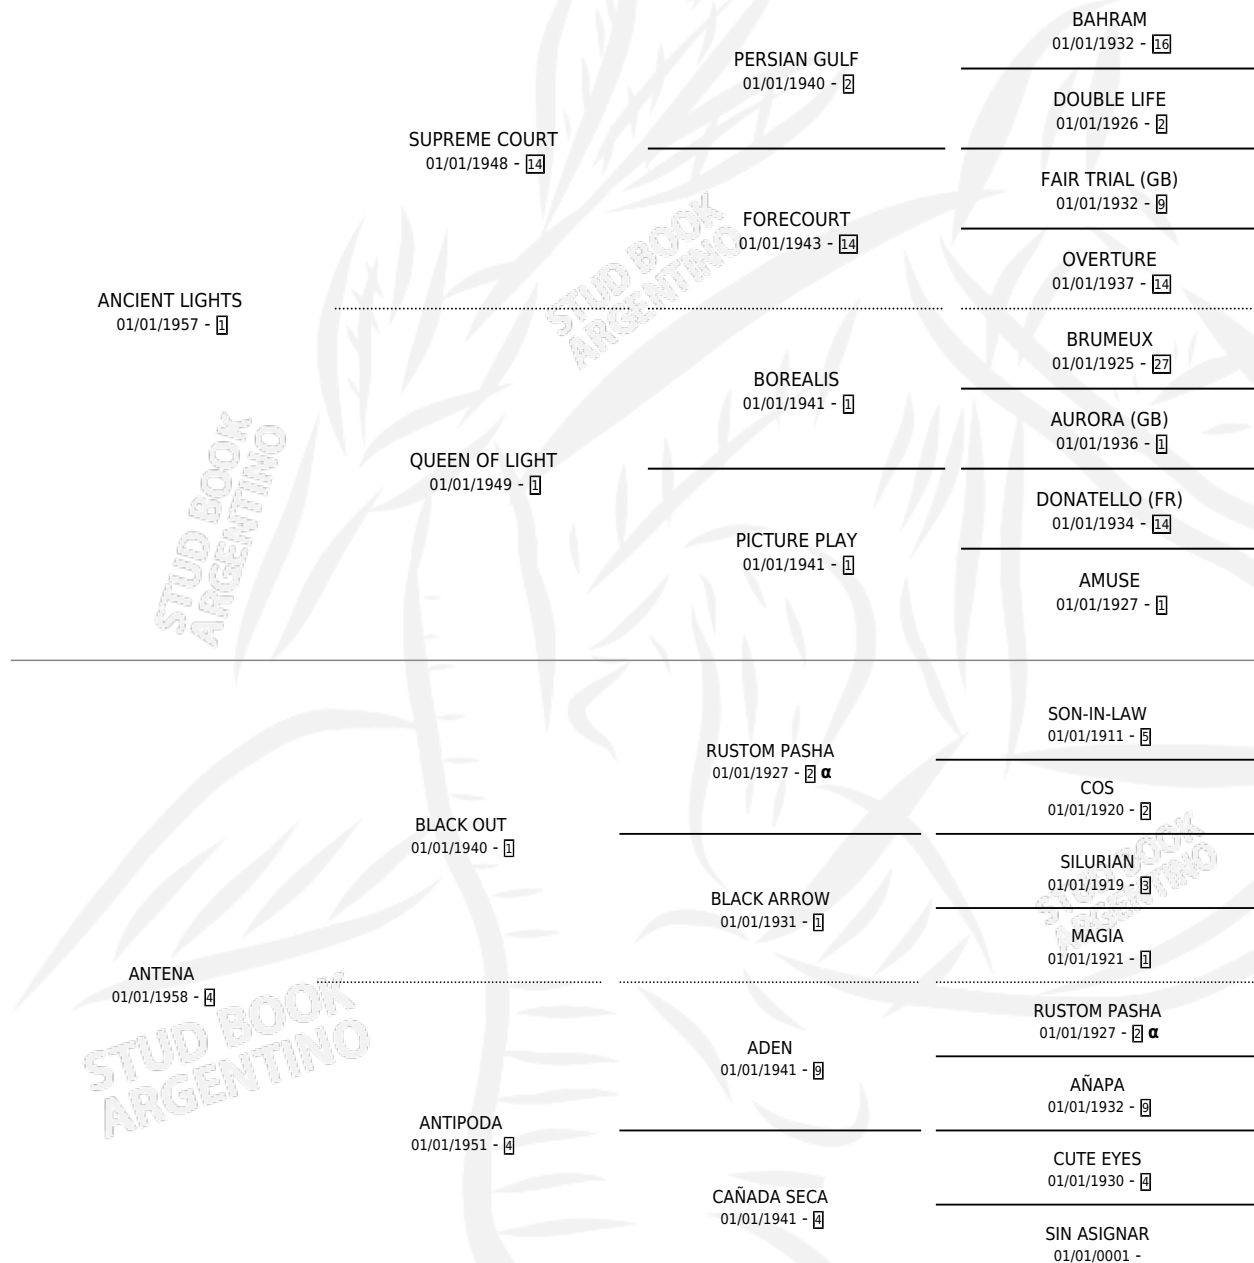 BAHRAM
01/01/1932 - 16
PERSIAN GULF
01/01/1940 - 2
DOUBLE LIFE
01/01/1926 - 2
SUPREME COURT
01/01/1948 - 14
FAIR TRIAL (GB)
01/01/1932 - 9
FORECOURT
01/01/1943 - 14
OVERTURE
01/01/1937 - 14
ANCIENT LIGHTS
01/01/1957 - 1
BRUMEUX
01/01/1925 - 27
BOREALIS
01/01/1941 - 1
AURORA (GB)
01/01/1936 - 1
QUEEN OF LIGHT
01/01/1949 - 1
DONATELLO (FR)
01/01/1934 - 14
PICTURE PLAY
01/01/1941 - 1
AMUSE
01/01/1927 - 1
SON-IN-LAW
01/01/1911 - 5
RUSTOM PASHA
01/01/1927 - 2 α
COS
01/01/1920 - 2
BLACK OUT
01/01/1940 - 1
SILURIAN
01/01/1919 - 3
BLACK ARROW
01/01/1931 - 1
MAGIA
01/01/1921 - 1
ANTENA
01/01/1958 - 4
RUSTOM PASHA
01/01/1927 - 2 α
ADEN
01/01/1941 - 9
AÑAPA
01/01/1932 - 9
ANTIPODA
01/01/1951 - 4
CUTE EYES
01/01/1930 - 4
CAÑADA SECA
01/01/1941 - 4
SIN ASIGNAR
01/01/0001 -
STUD BOOK
ARGENTINO
STUD BOOK
ARGENTINO
STUD BOOK
ARGENTINO
STUD BOOK
ARGENTINO